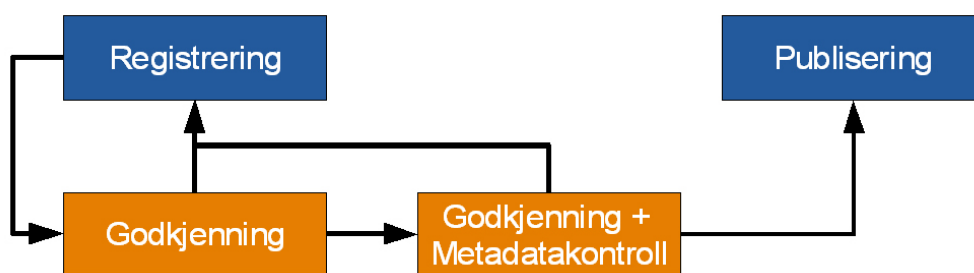 Registrering
Publisering
Godkjenning
Godkjenning +
Metadatakontroll